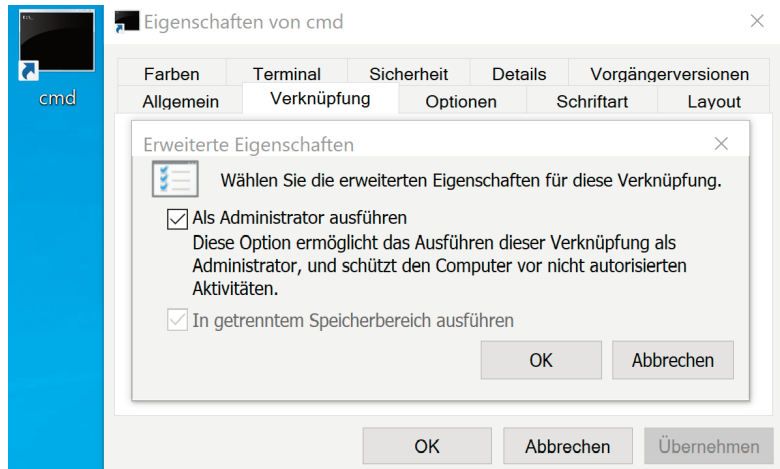 Eigenschaften von cmd
cmd
Farben Terminal Sicherheit Details Vorgängerversionen
Allgemein Verknüpfung Optionen Schriftart Layout
Erweiterte Eigenschaften
Wählen Sie die erweiterten Eigenschaften für diese Verknüpfung.
Als Administrator ausführen
Diese Option ermöglicht das Ausführen dieser Verknüpfung als
Administrator, und schützt den Computer vor nicht autorisierten
Aktivitäten.
In getrenntem Speicherbereich ausführen
OK Abbrechen
OK Abbrechen Übernehmen